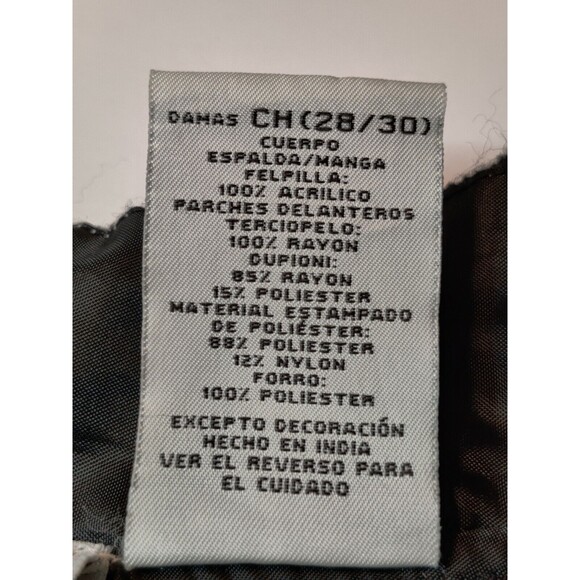 DAMAS CH(28/30)
CUERPO
ESPALDA/MANGA
FELPILLA:
100% ACRILICO
PARCHES DELANTEROS
TERCIOPELO:
100% RAYON
DUPIONI:
85% RAYON
15% POLIESTER
MATERIAL ESTAMPADO
DE POLIÉSTER:
88% POLIESTER
12% NYLON
FORRO:
100% POLIESTER
EXCEPTO DECORACIÓN
HECHO EN INDIA
VER EL REVERSO PARA
EL CUIDADO